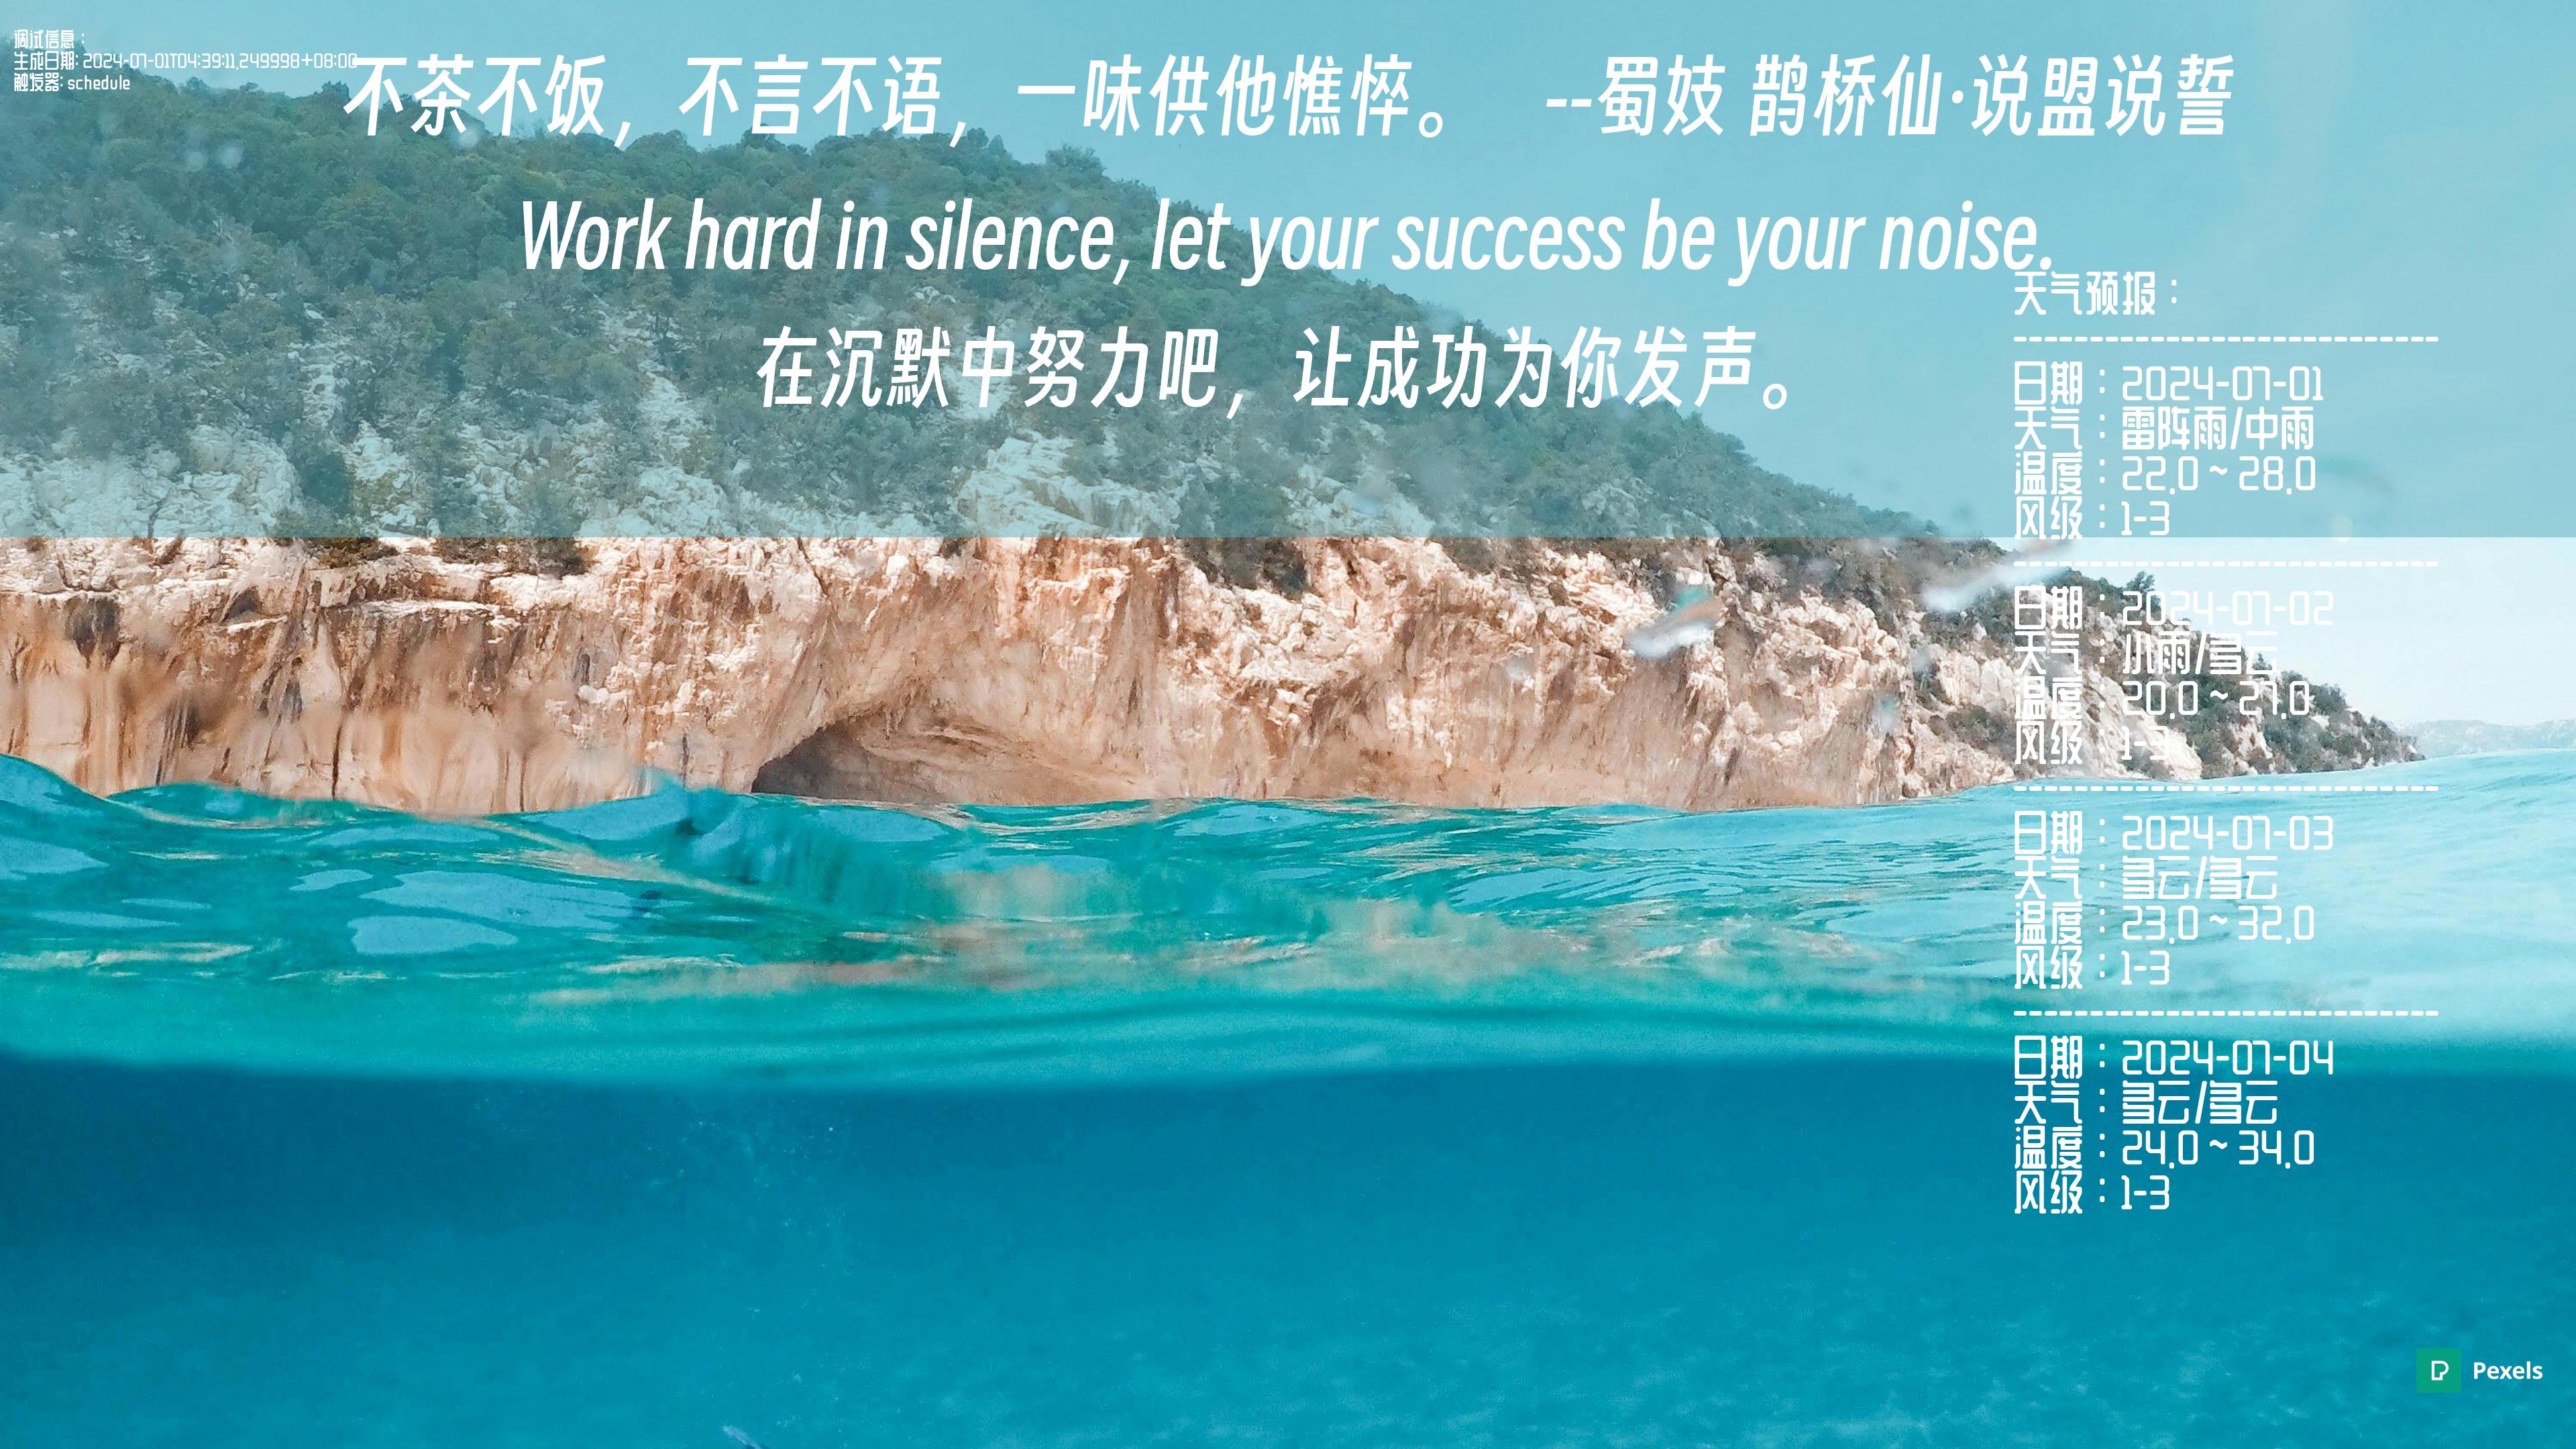 调试信息：
生成日期: 2024-07-01T04:39:11.249998+08:00
触发器: schedule
不茶不饭，不言不语，一味供他憔悴。 --蜀妓 鹊桥仙·说盟说誓
Work hard in silence, let your success be your noise.
在沉默中努力吧，让成功为你发声。
天气预报：
------------------------------
日期：2024-07-01
天气：雷阵雨/中雨
温度：22.0 ~ 28.0
风级：1-3
------------------------------
日期：2024-07-02
天气：小雨/多云
温度：20.0 ~ 27.0
风级：1-3
------------------------------
日期：2024-07-03
天气：多云/多云
温度：23.0 ~ 32.0
风级：1-3
------------------------------
日期：2024-07-04
天气：多云/多云
温度：24.0 ~ 34.0
风级：1-3
Pexels